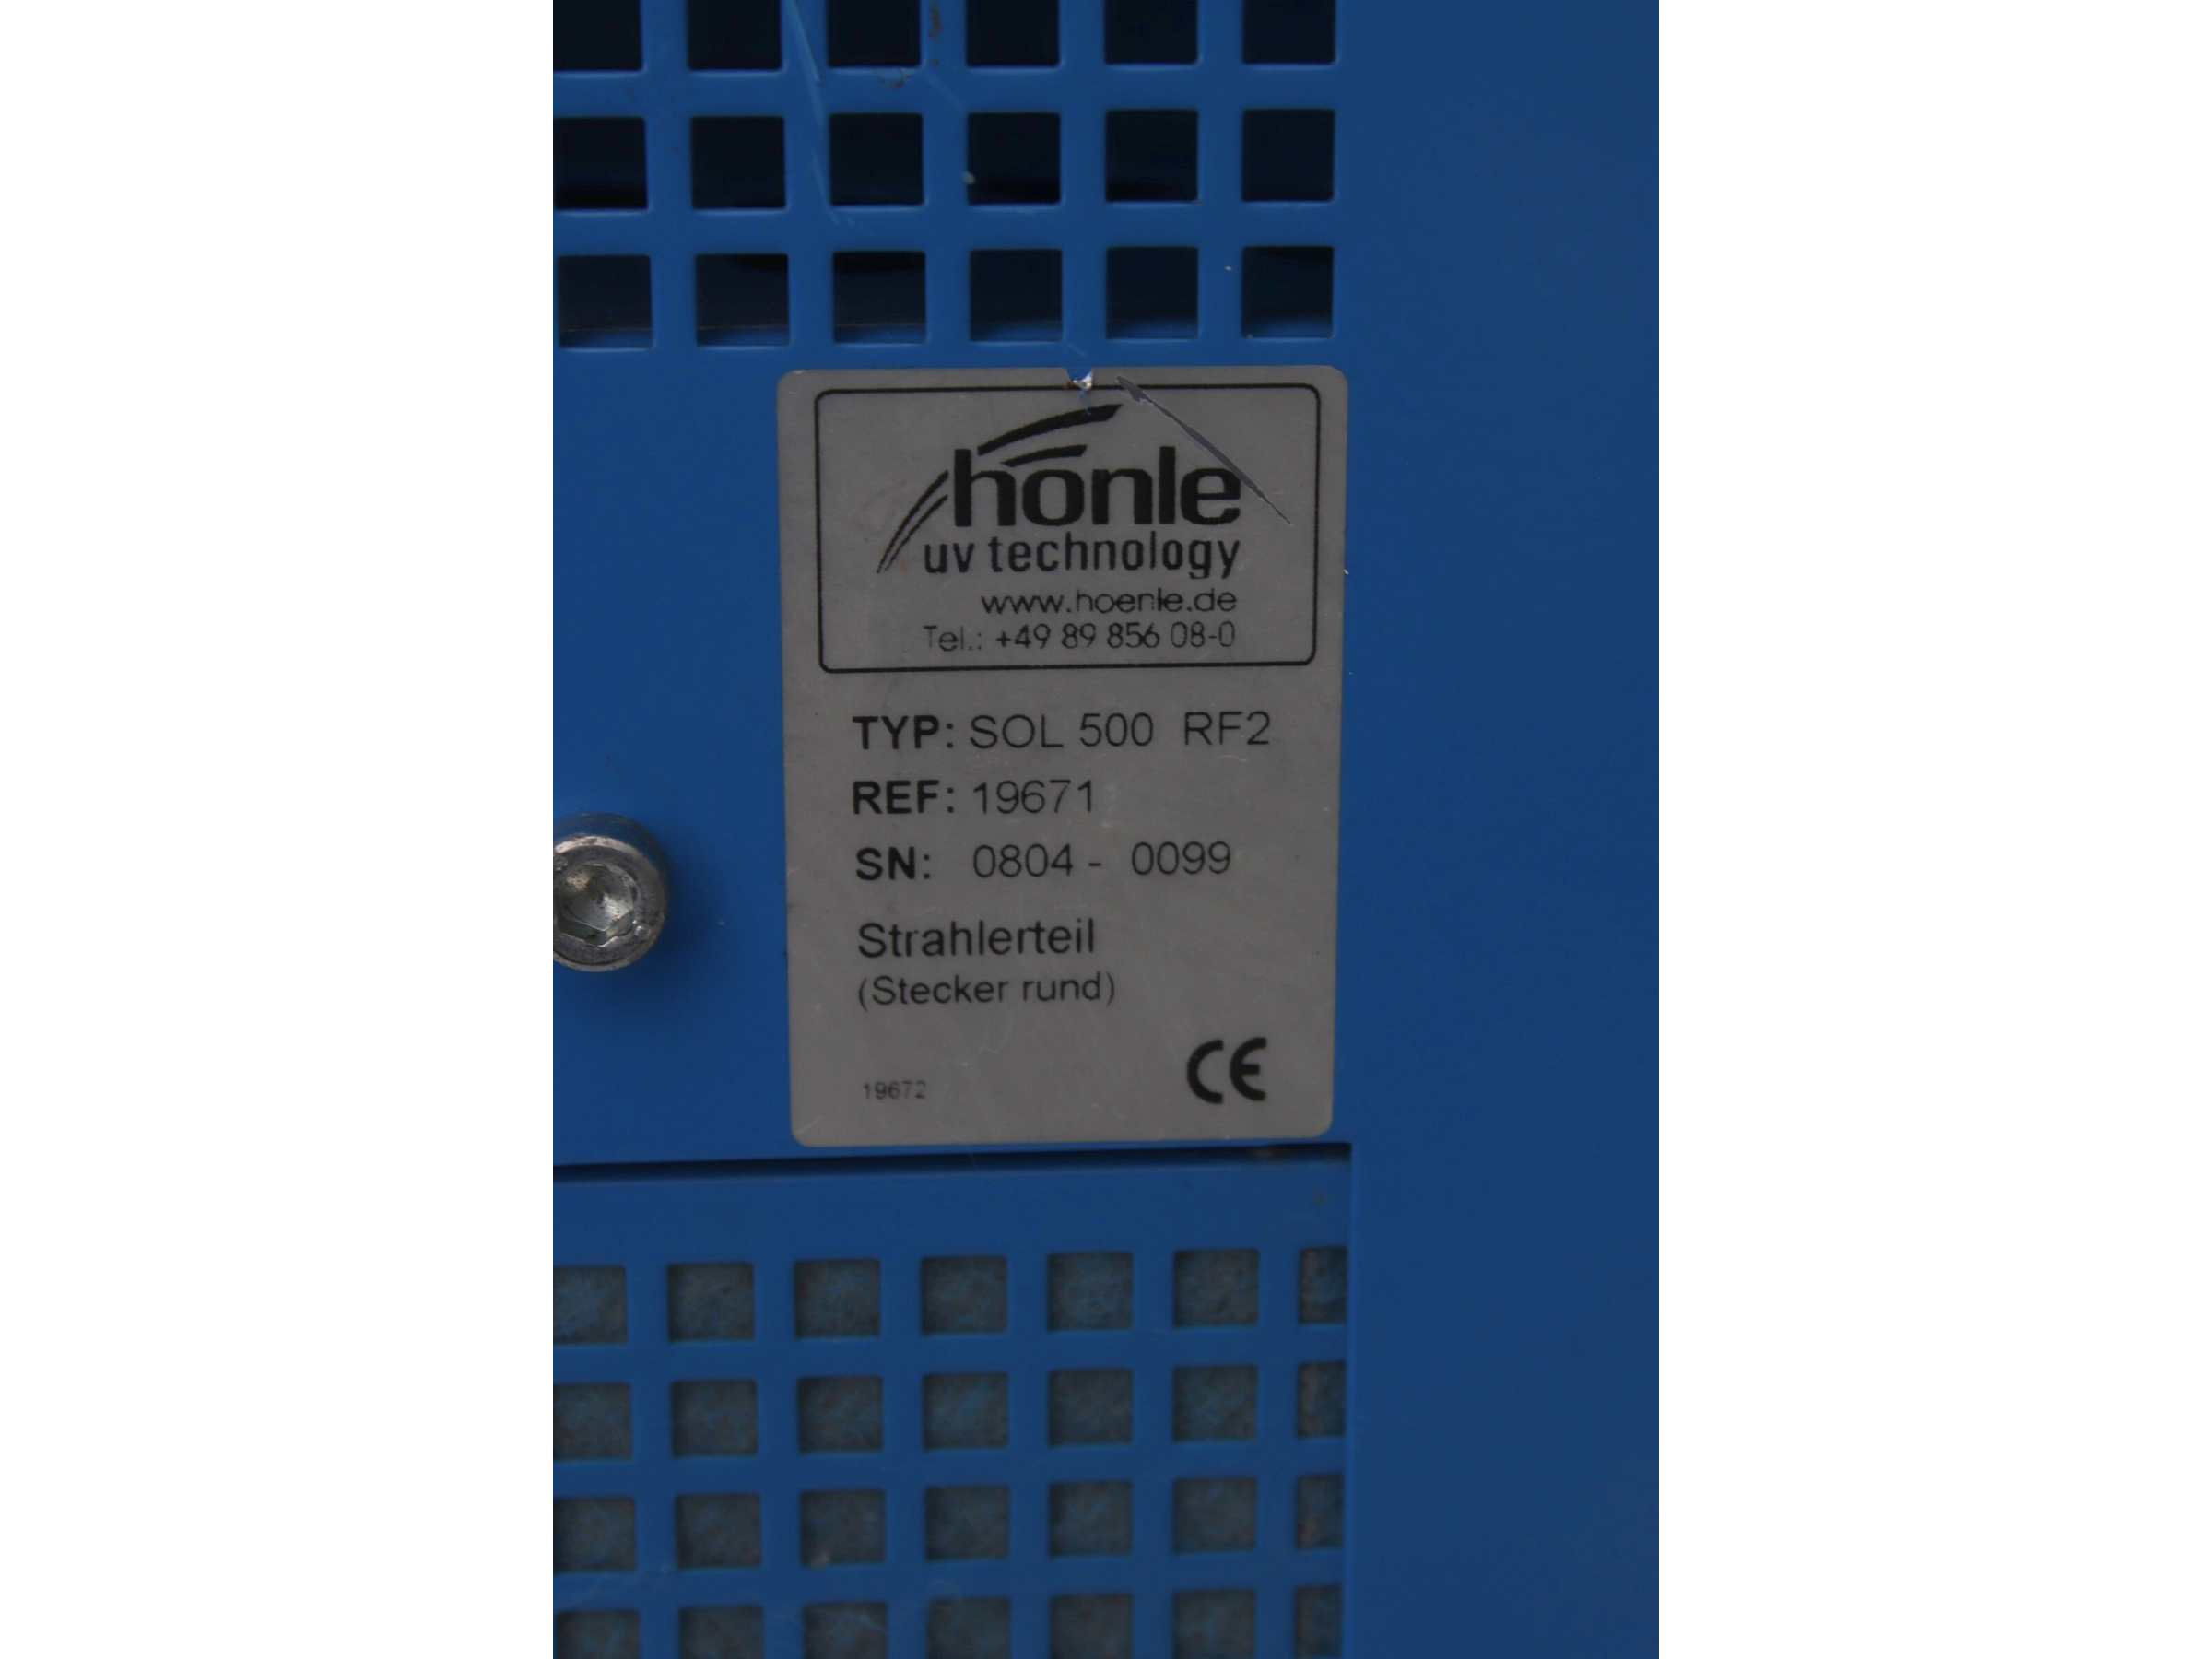 hönle
uv technology
www.hoenle.de
Tel.: +49 89 856 08-0
TYP: SOL 500 RF2
REF: 19671
SN: 0804 - 0099
Strahlerteil
(Stecker rund)
CE
19672